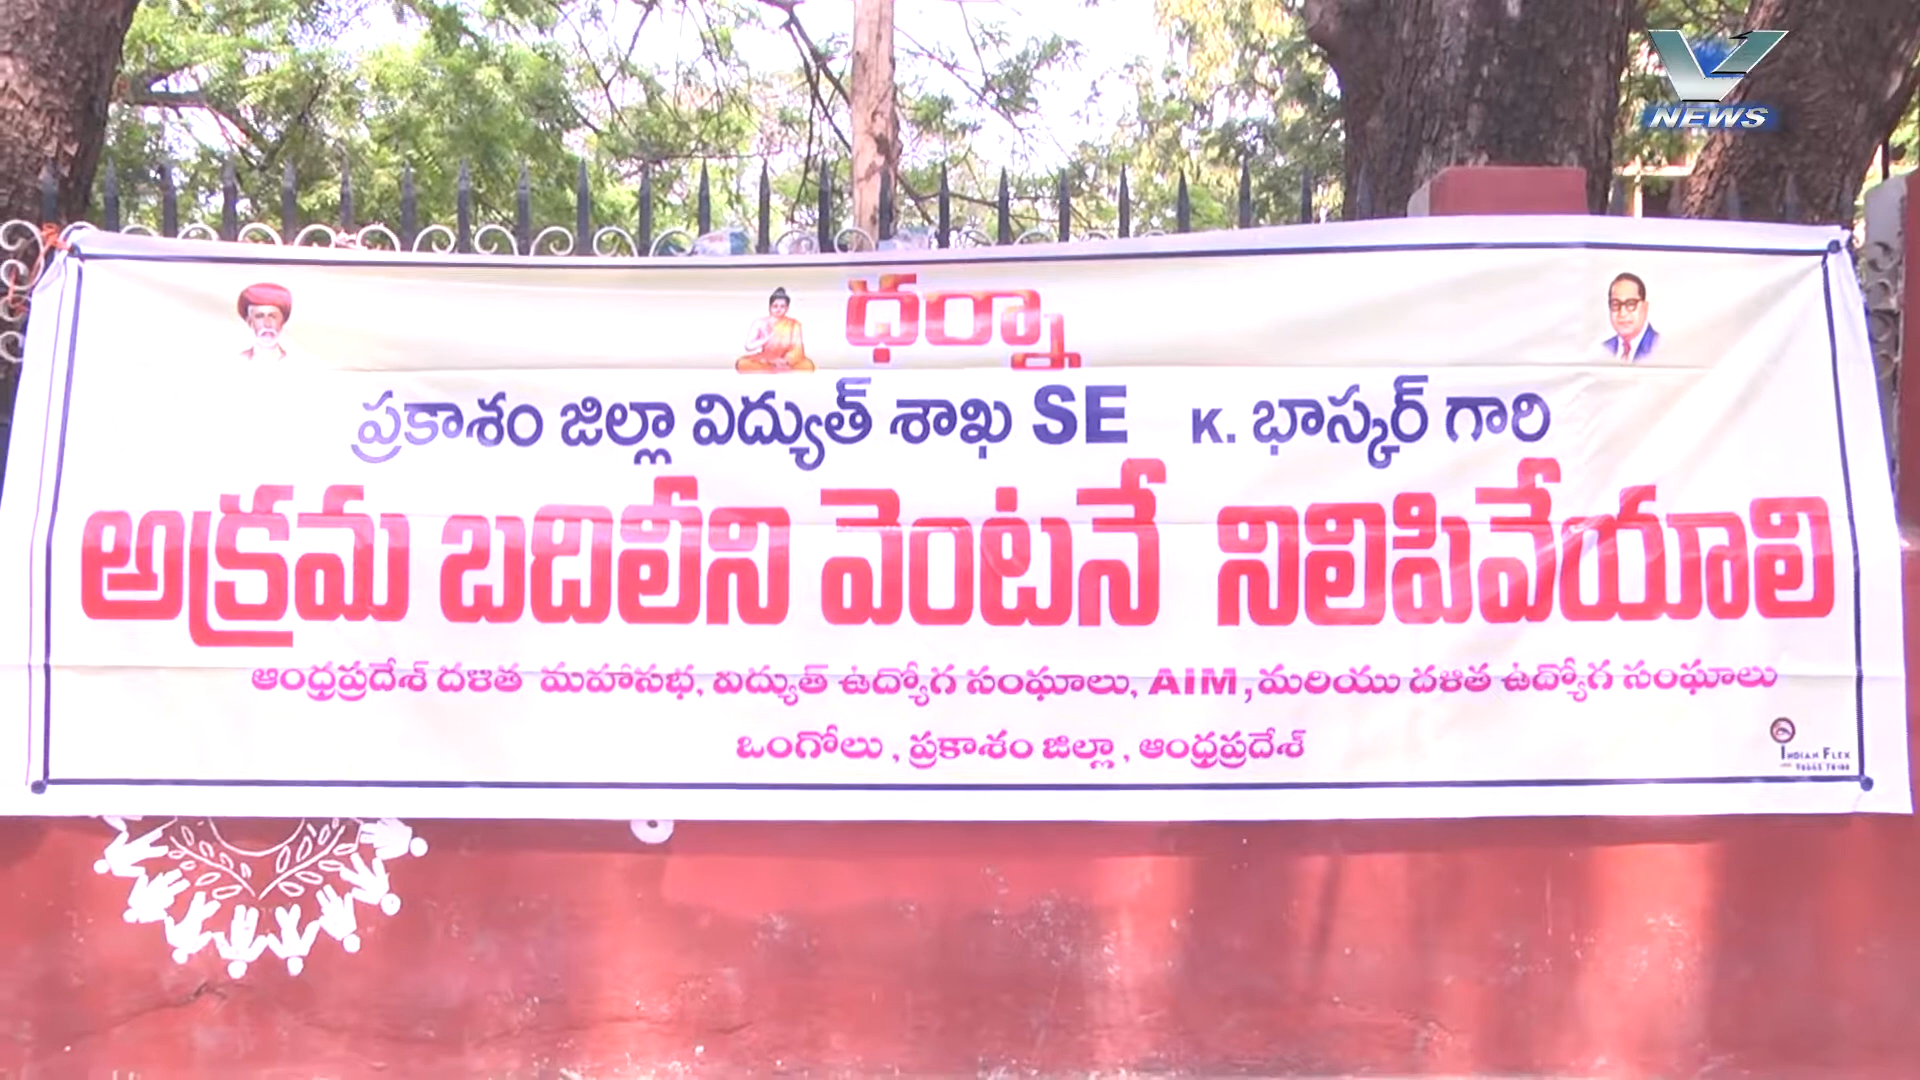 V NEWS
ధర్నా
ప్రకాశం జిల్లా విద్యుత్ శాఖ SE K. భాస్కర్ గారి
అక్రమ బదిలీని వెంటనే నిలిపివేయాలి
ఆంధ్రప్రదేశ్ దళిత మహాసభ, విద్యుత్ ఉద్యోగ సంఘాలు, AIM, మరియు దళిత ఉద్యోగ సంఘాలు
ఒంగోలు, ప్రకాశం జిల్లా, ఆంధ్రప్రదేశ్
INDIAN FLEX